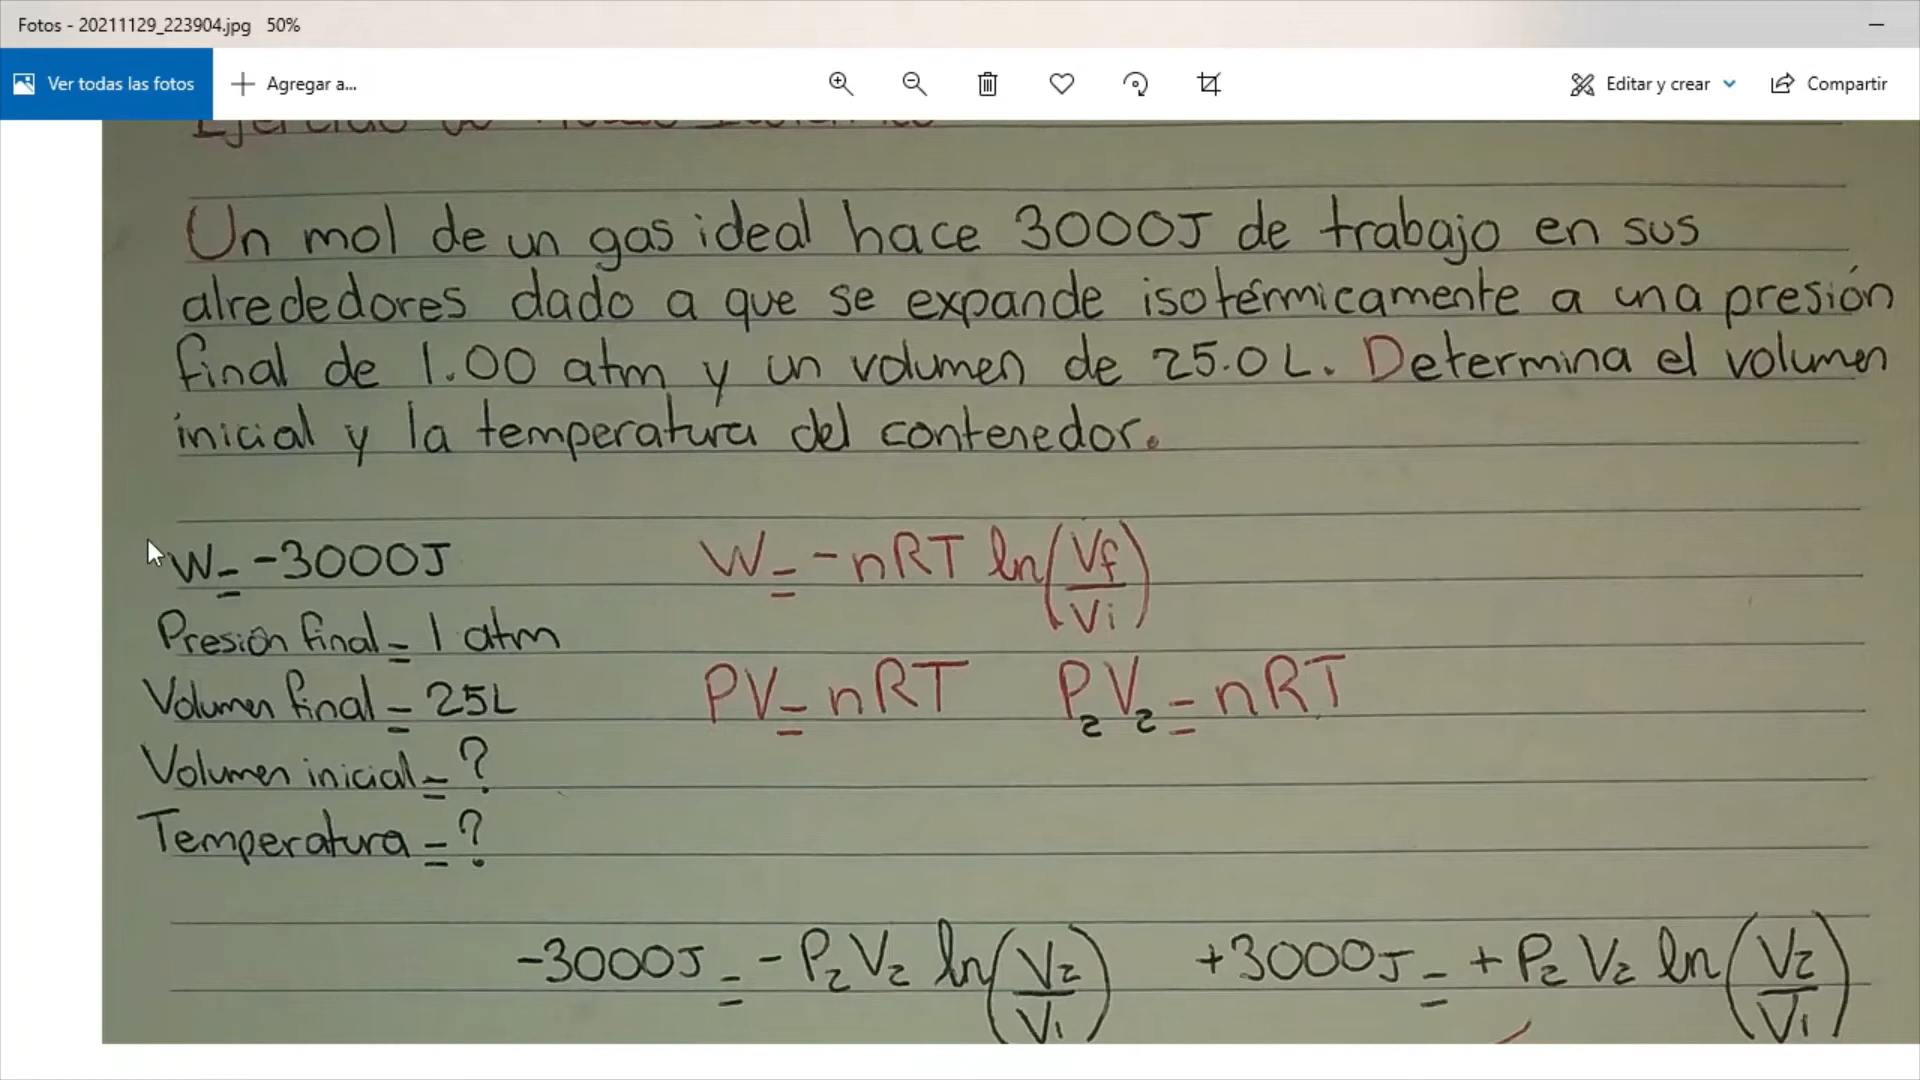 Fotos - 20211129_223904.jpg 50%
Ver todas las fotos
Agregar a...
Editar y crear
Compartir
Un mol de un gas ideal hace 3000J de trabajo en sus
alrededores dado a que se expande isotérmicamente a una presión
final de 1.00 atm y un volumen de 25.0L. Determina el volumen
inicial y la temperatura del contenedor.
W = -3000J
W = -nRT ln(Vf/Vi)
Presión final = 1 atm
Volumen final = 25L
PV = nRT P₂V₂ = nRT
Volumen inicial = ?
Temperatura = ?
-3000J = -P₂V₂ ln(V₂/V₁) +3000J = +P₂V₂ ln(V₂/V₁)